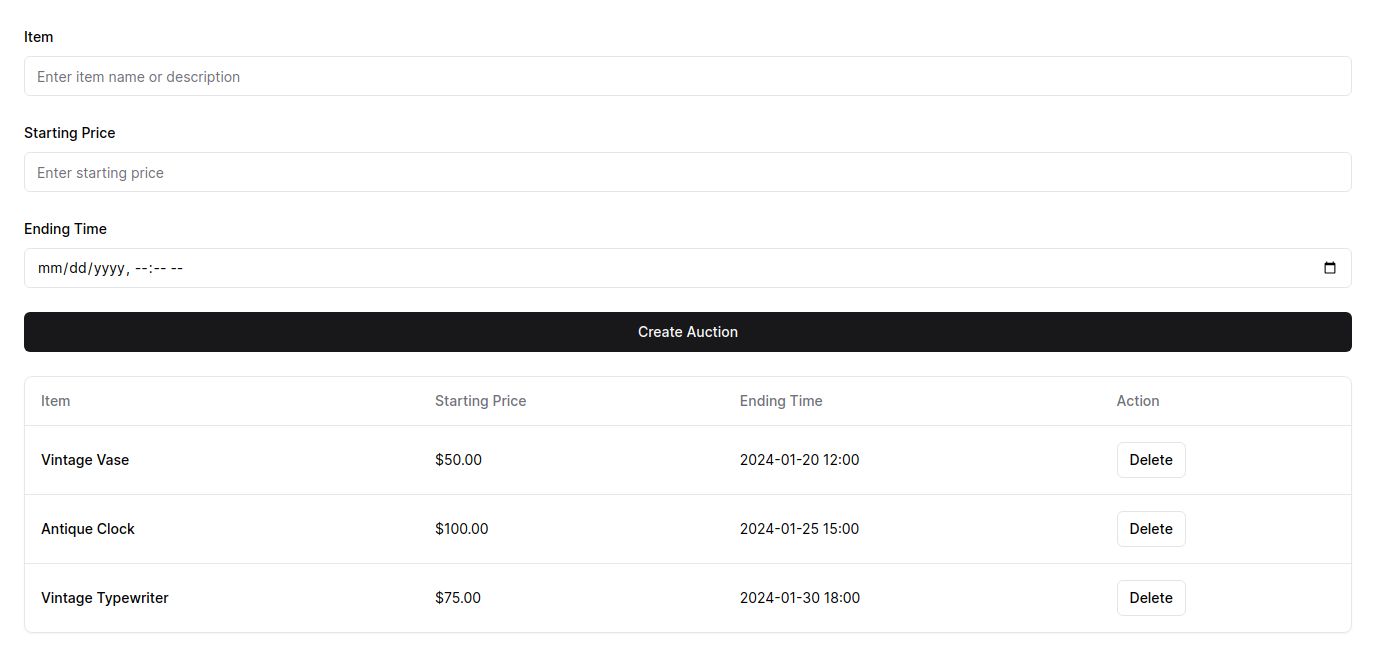 Item
Enter item name or description
Starting Price
Enter starting price
Ending Time
mm/dd/yyyy, --:-- --
Create Auction
Item Starting Price Ending Time Action
Vintage Vase $50.00 2024-01-20 12:00 Delete
Antique Clock $100.00 2024-01-25 15:00 Delete
Vintage Typewriter $75.00 2024-01-30 18:00 Delete